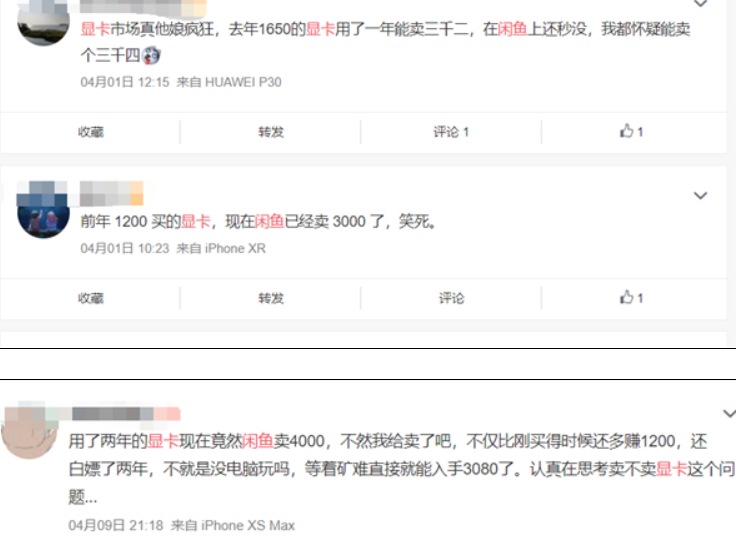 显卡市场真他娘疯狂，去年1650的显卡用了一年能卖三千二，在闲鱼上还秒没，我都怀疑能卖
个三千四
04月01日 12:15 来自 HUAWEI P30
收藏 转发 评论 1 1
前年 1200 买的显卡，现在闲鱼已经卖 3000 了，笑死。
04月01日 10:23 来自 iPhone XR
收藏 转发 评论 1
用了两年的显卡现在竟然闲鱼卖4000，不然我给卖了吧，不仅比刚买得时候还多赚1200，还
白嫖了两年，不就是没电脑玩吗，等着矿难直接就能入手3080了。认真在思考卖不卖显卡这个问
题...
04月09日 21:18 来自 iPhone XS Max